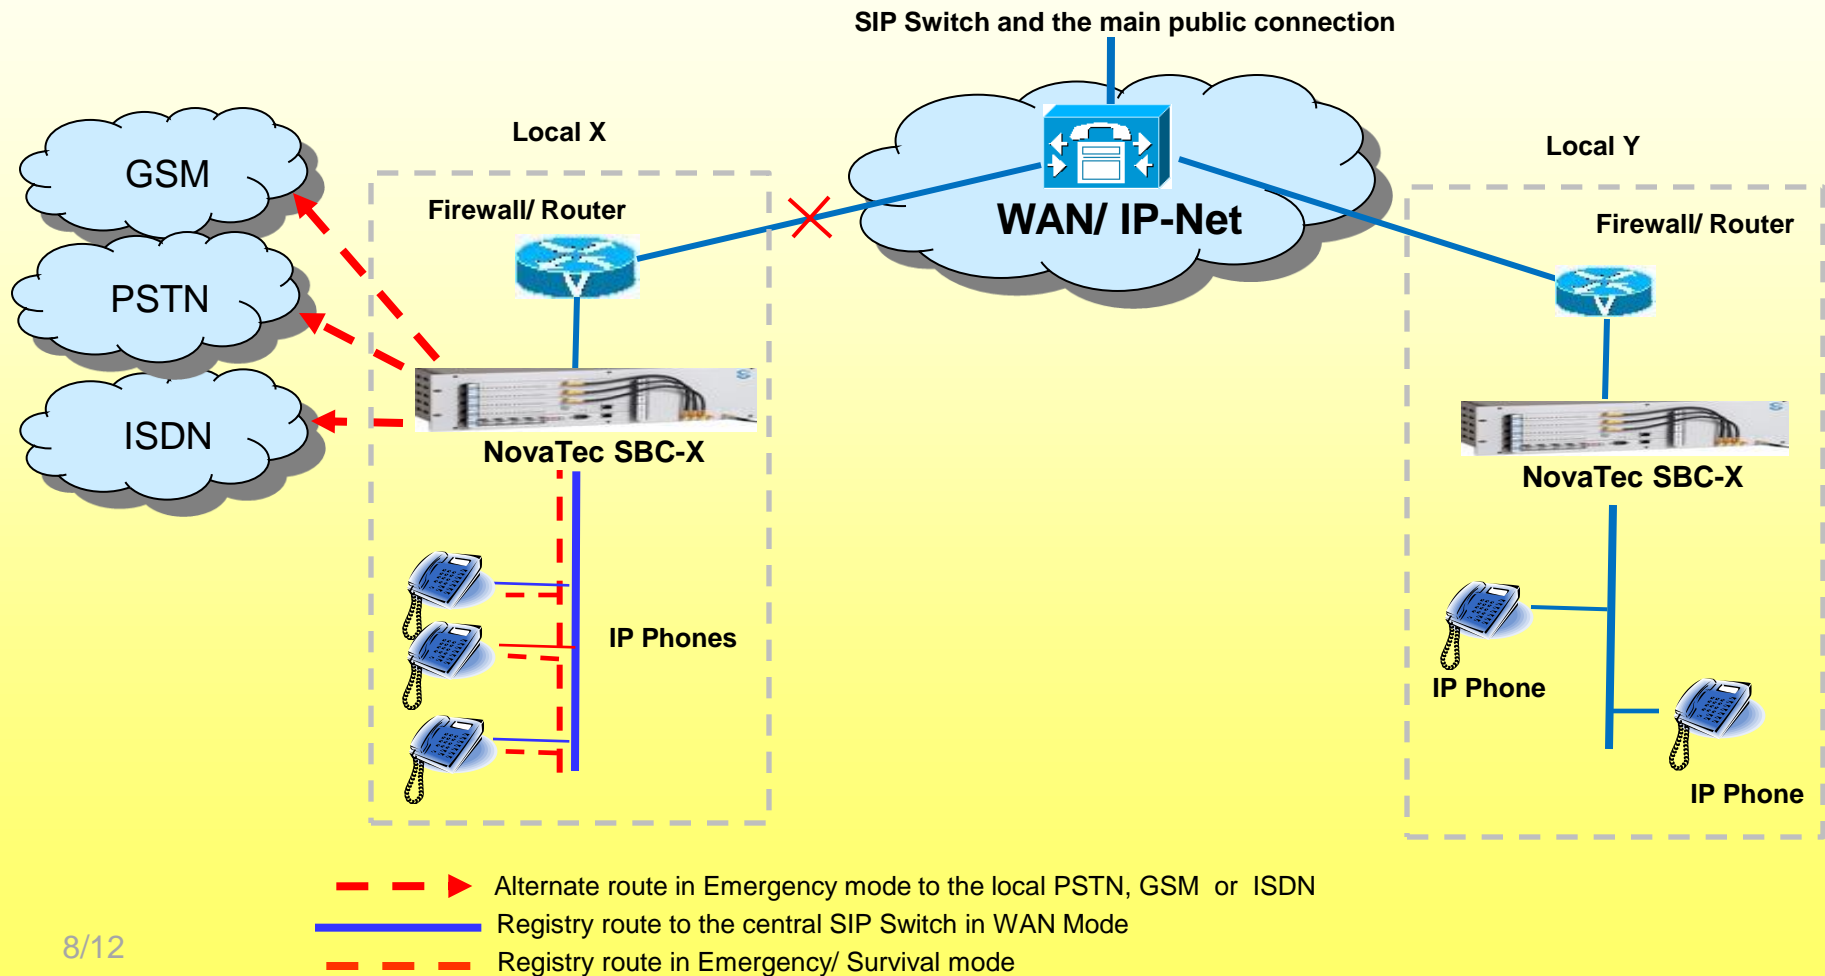 SIP Switch and the main public connection
Local X
Local Y
GSM
Firewall/ Router
WAN/ IP-Net
Firewall/ Router
PSTN
ISDN
NovaTec SBC-X
NovaTec SBC-X
IP Phones
IP Phone
IP Phone
Alternate route in Emergency mode to the local PSTN, GSM or ISDN
Registry route to the central SIP Switch in WAN Mode
Registry route in Emergency/ Survival mode
8/12